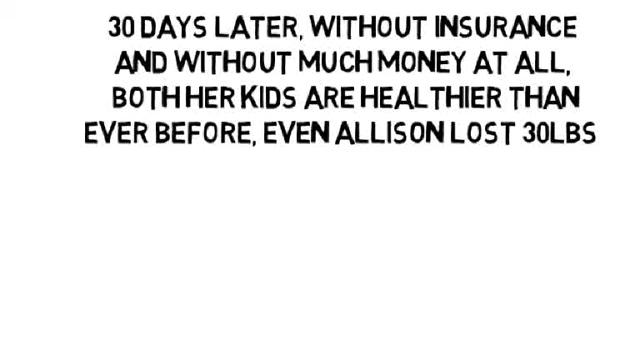 30 DAYS LATER, WITHOUT INSURANCE
AND WITHOUT MUCH MONEY AT ALL,
BOTH HER KIDS ARE HEALTHIER THAN
EVER BEFORE, EVEN ALLISON LOST 30LBS